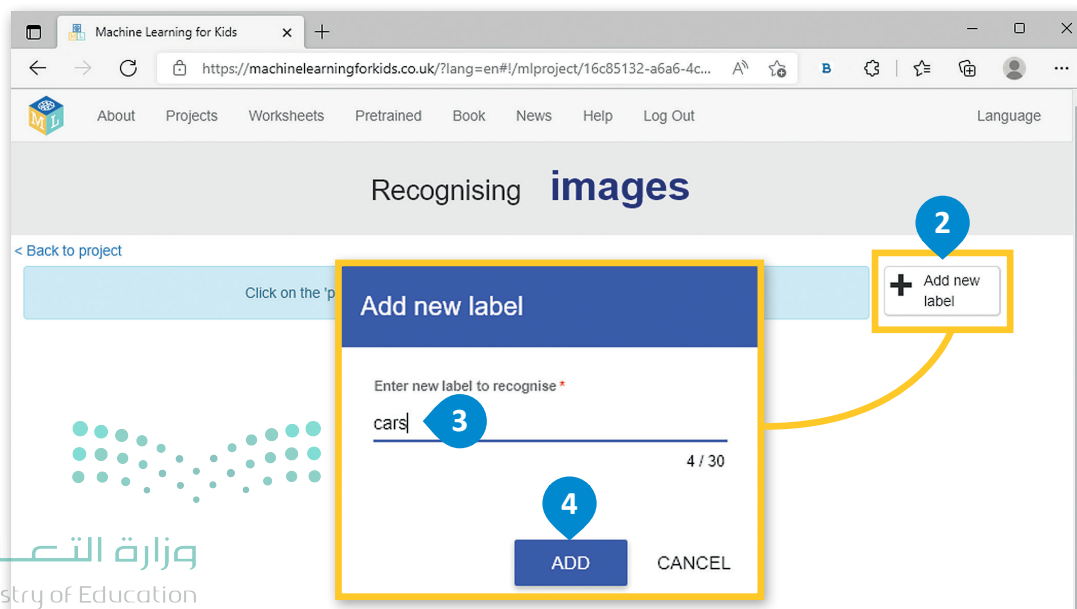 Machine Learning for Kids
https://machinelearningforkids.co.uk/?lang=en#!/mlproject/16c85132-a6a6-4c...
B
About Projects Worksheets Pretrained Book News Help Log Out Language
Recognising images
2
< Back to project
Click on the 'p
Add new
label
Add new label
Enter new label to recognise *
cars
3
4 / 30
4
ADD CANCEL
وزارة التـ
stry of Education